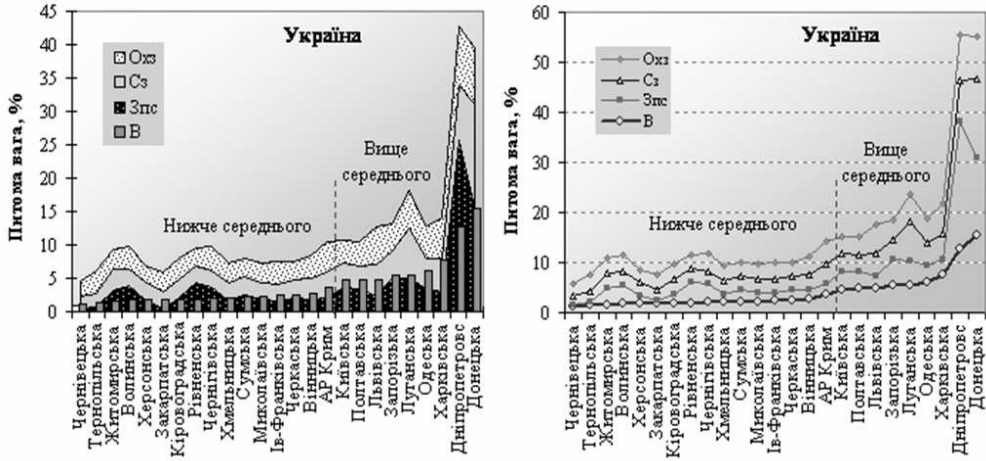 Україна
Питома вага, %
45
40
35
30
25
20
15
10
5
0
Охз
Сз
Зпс
В
Вище
середнього
Нижче середнього
Чернівецька
Тернопільська
Житомирська
Волинська
Херсонська
Закарпатська
Кіровоградська
Рівненська
Чернігівська
Хмельницька
Сумська
Миколаївська
Ів-Франківська
Черкаська
Вінницька
АР Крим
Київська
Полтавська
Львівська
Запорізька
Луганська
Одеська
Харківська
Дніпропетровс
Донецька
Україна
Питома вага, %
60
50
40
30
20
10
0
Охз
Сз
Зпс
В
Вище
середнього
Нижче середнього
Чернівецька
Тернопільська
Житомирська
Волинська
Херсонська
Закарпатська
Кіровоградська
Рівненська
Чернігівська
Хмельницька
Сумська
Миколаївська
Ів-Франківська
Черкаська
Вінницька
АР Крим
Київська
Полтавська
Львівська
Запорізька
Луганська
Одеська
Харківська
Дніпропетровс
Донецька